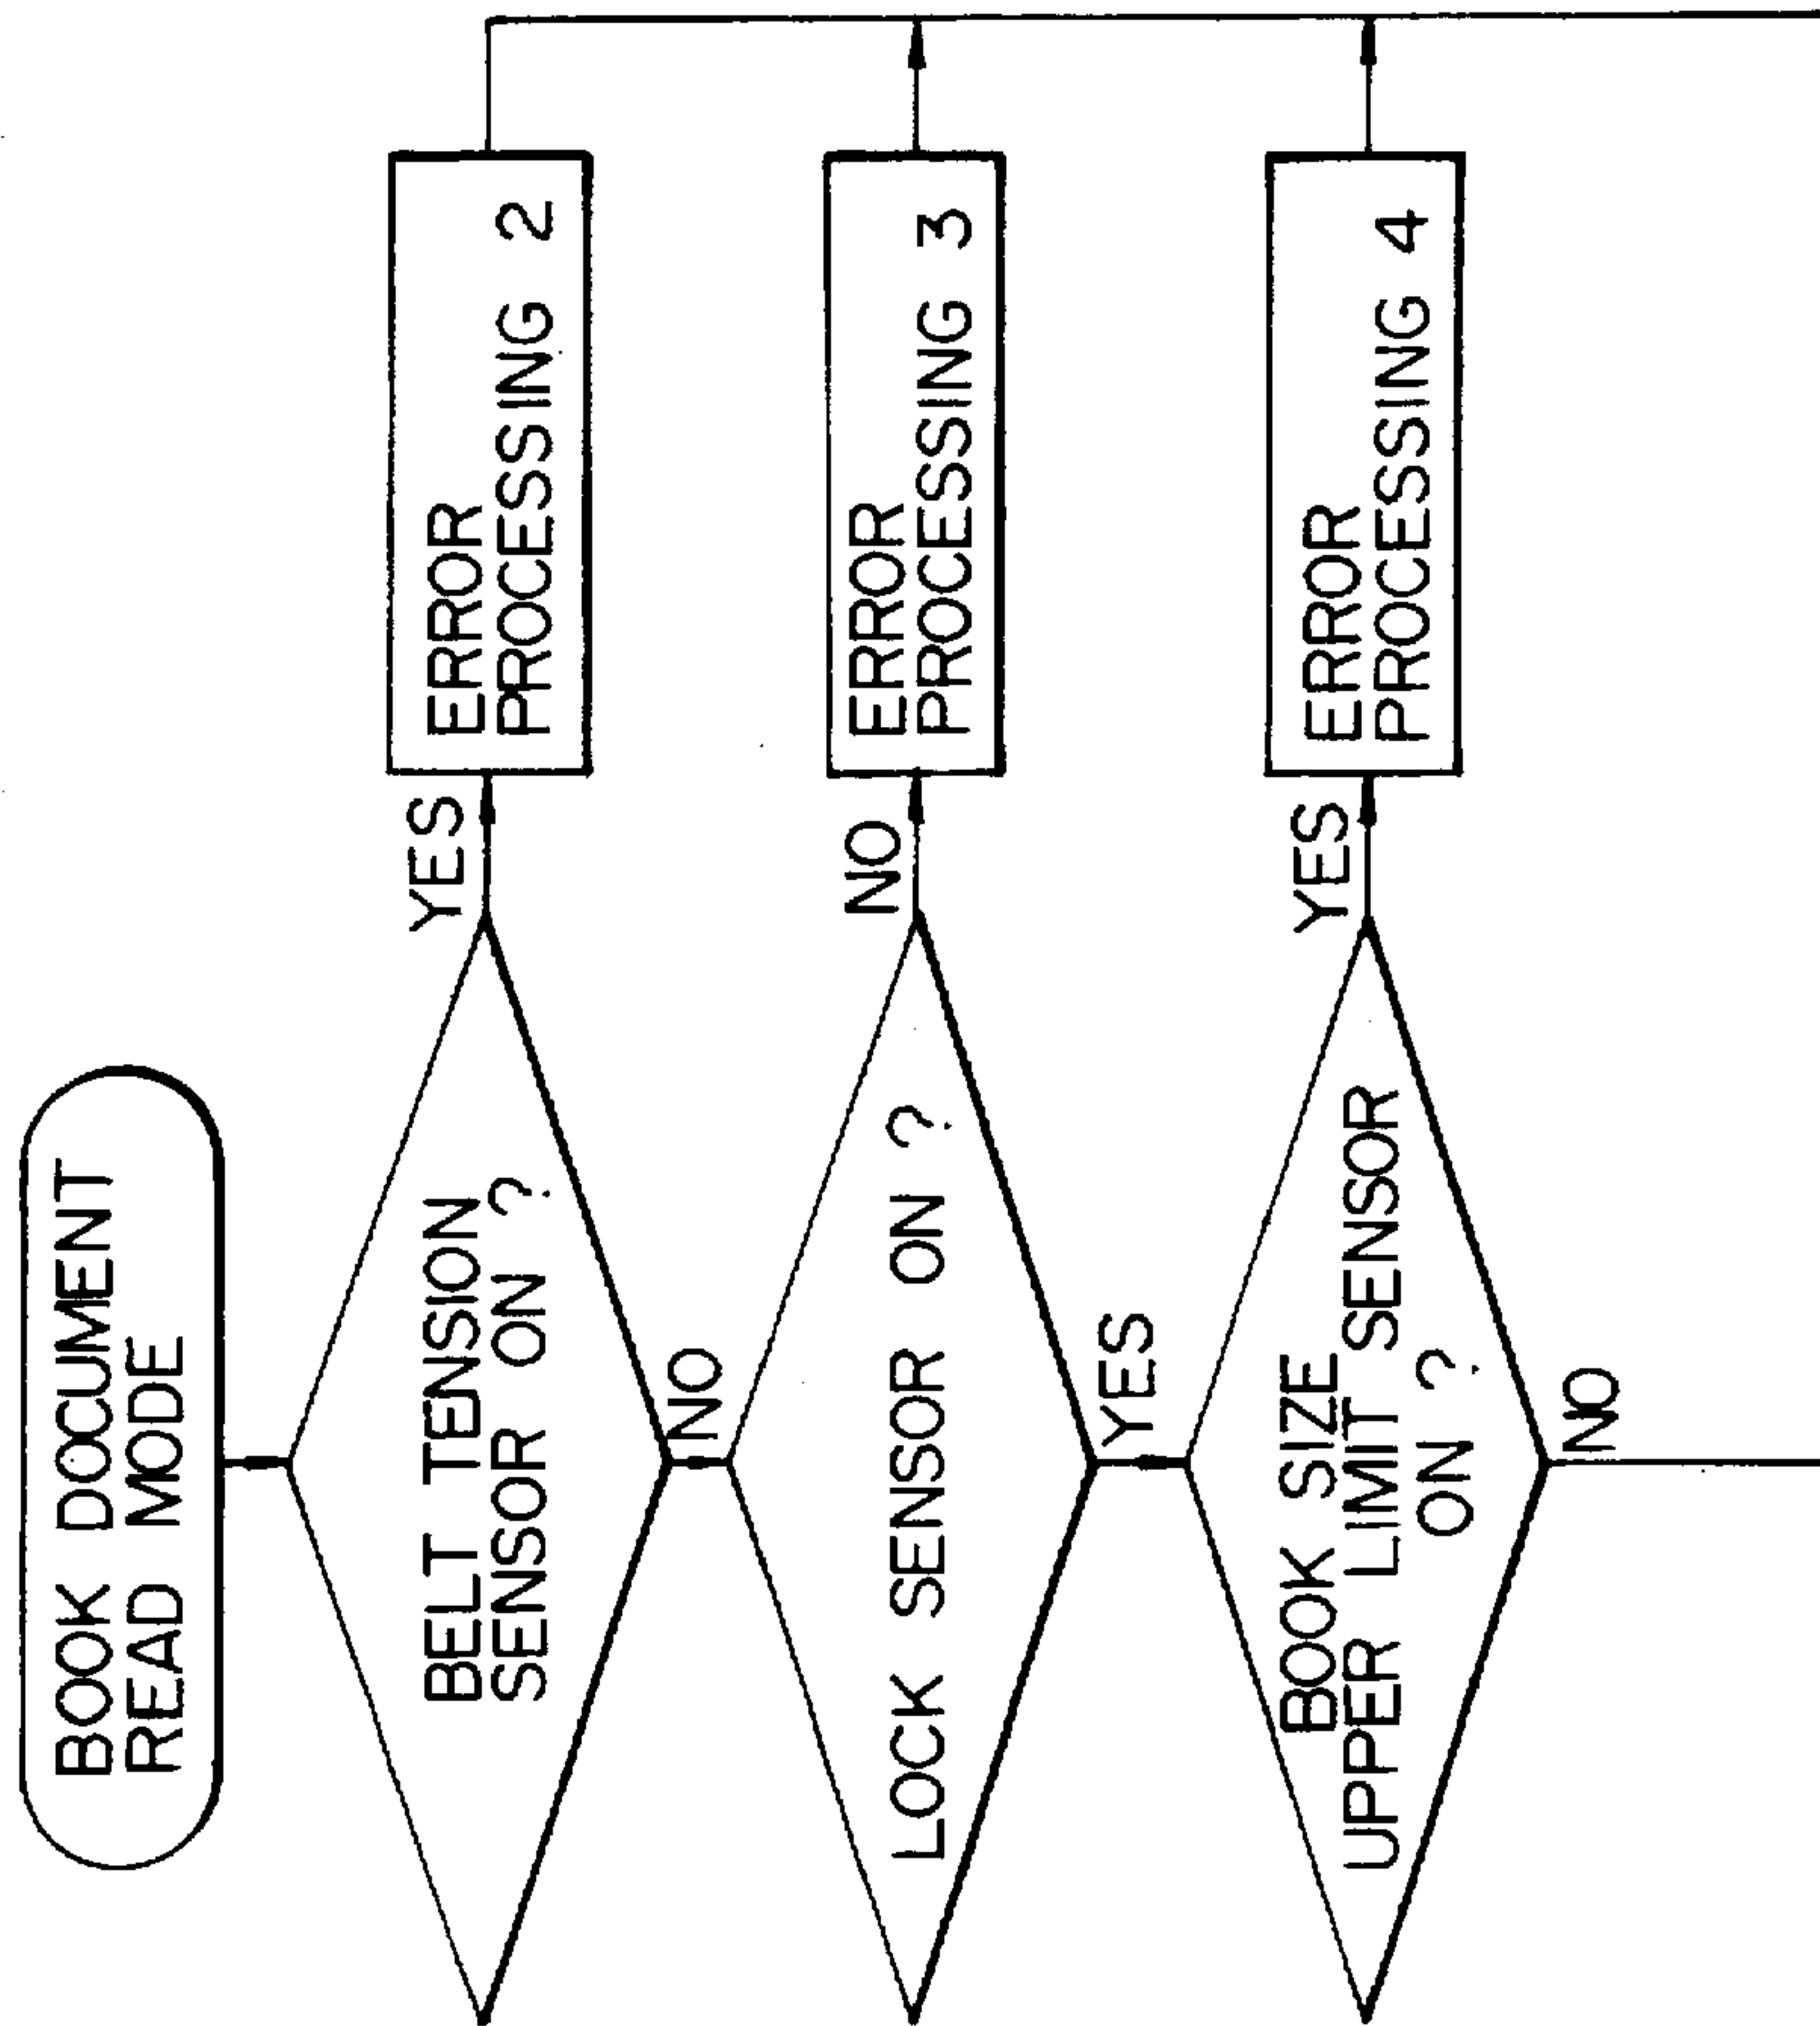 BOOK DOCUMENT
READ MODE
BELT TENSION
SENSOR ON ?
YES
ERROR
PROCESSING 2
NO
LOCK SENSOR ON ?
NO
ERROR
PROCESSING 3
YES
BOOK SIZE
UPPER LIMIT SENSOR
ON ?
YES
ERROR
PROCESSING 4
NO